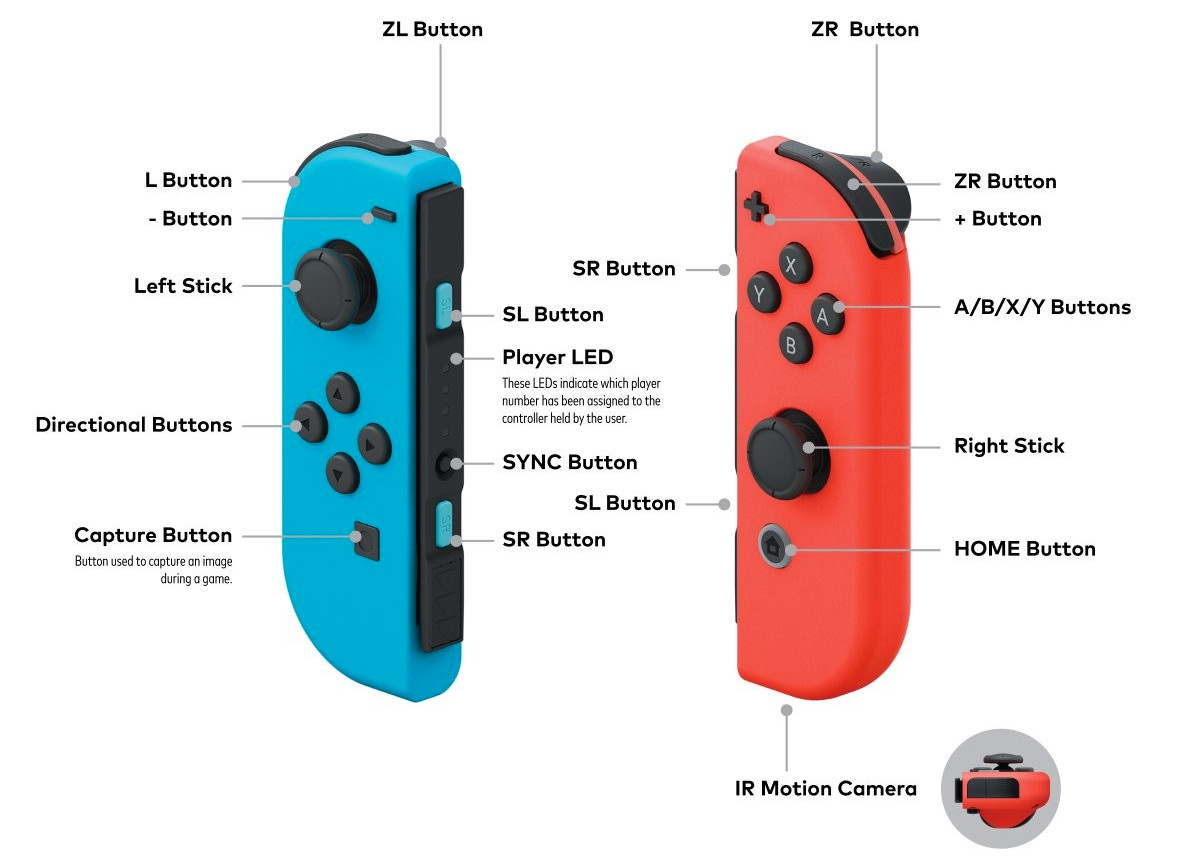 ZL Button
ZR Button
L Button
- Button
Left Stick
Directional Buttons
Capture Button
Button used to capture an image
during a game.
SL Button
Player LED
These LEDs indicate which player
number has been assigned to the
controller held by the user.
SYNC Button
SR Button
SL
SR
SR Button
SL Button
R
ZR
X
Y
A
B
ZR Button
+ Button
A/B/X/Y Buttons
Right Stick
HOME Button
IR Motion Camera